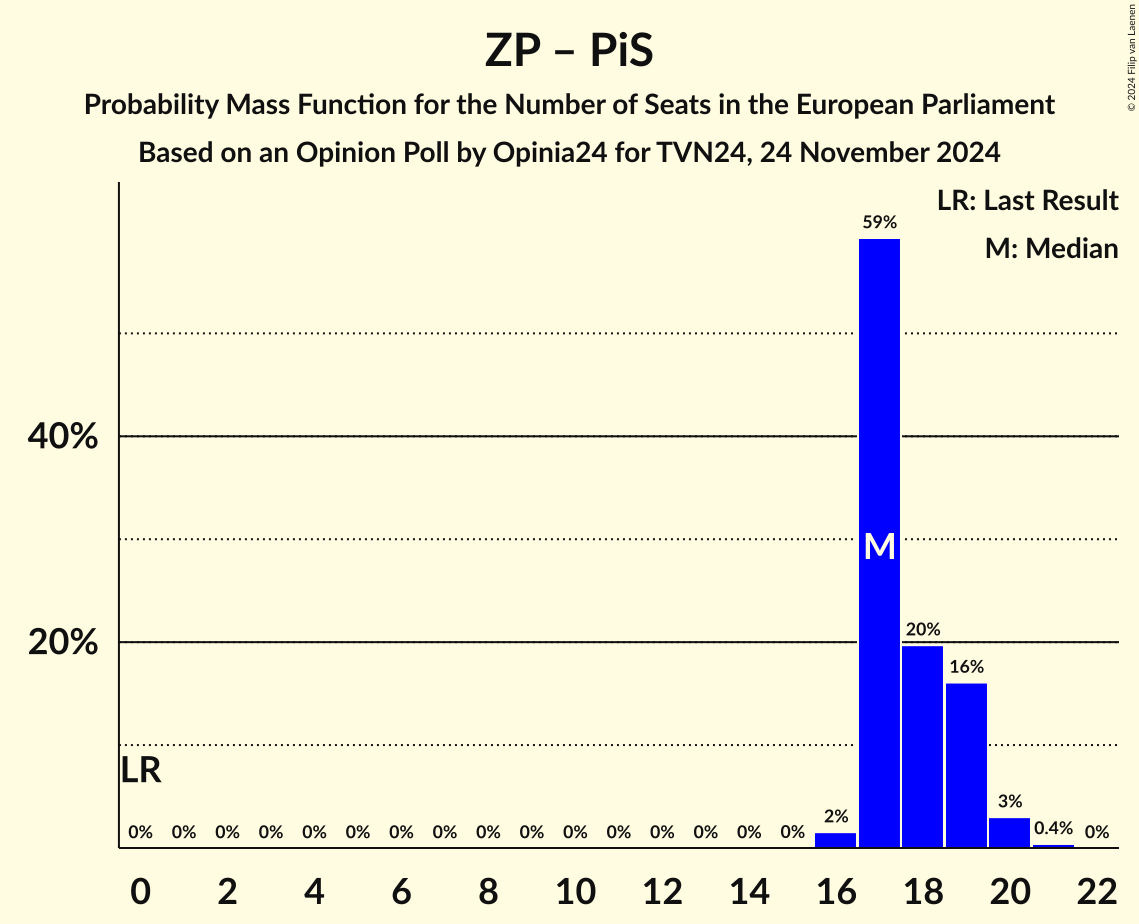 ZP – PiS
Probability Mass Function for the Number of Seats in the European Parliament
Based on an Opinion Poll by Opinia24 for TVN24, 24 November 2024
© 2024 Filip van Laenen
LR: Last Result
M: Median
59%
40%
M
20%
20%
16%
LR
0% 0% 0% 0% 0% 0% 0% 0% 0% 0% 0% 0% 0% 0% 0% 0% 2% 3% 0.4% 0%
0 2 4 6 8 10 12 14 16 18 20 22